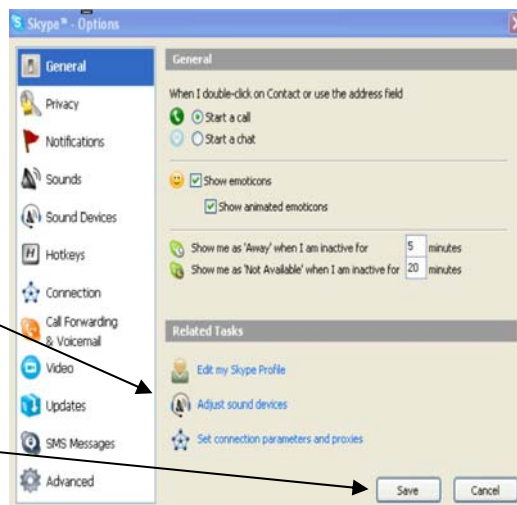 Skype™ - Options
General
Privacy
Notifications
Sounds
Sound Devices
Hotkeys
Connection
Call Forwarding
& Voicemail
Video
Updates
SMS Messages
Advanced
General
When I double-click on Contact or use the address field
Start a call
Start a chat
Show emoticons
Show animated emoticons
Show me as 'Away' when I am inactive for 5 minutes
Show me as 'Not Available' when I am inactive for 20 minutes
Related Tasks
Edit my Skype Profile
Adjust sound devices
Set connection parameters and proxies
Save Cancel